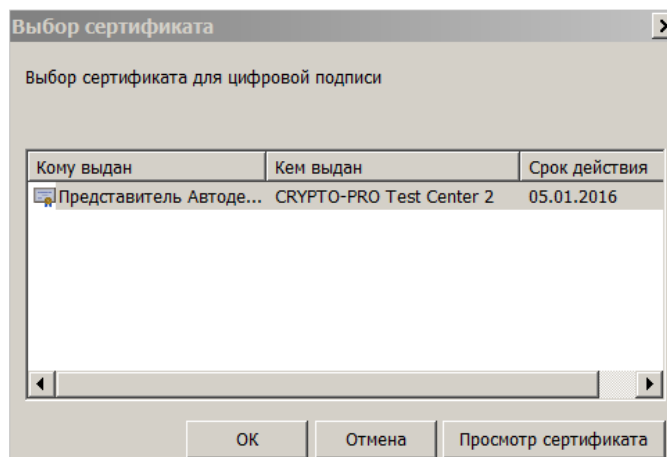 Выбор сертификата
Выбор сертификата для цифровой подписи
Кому выдан Кем выдан Срок действия
Представитель Автоде... CRYPTO-PRO Test Center 2 05.01.2016
ОК Отмена Просмотр сертификата